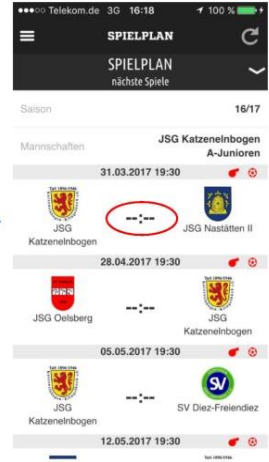 Telekom.de 3G 16:18 100 %
SPIELPLAN
SPIELPLAN
nächste Spiele
Saison 16/17
Mannschaften JSG Katzenelnbogen
A-Junioren
31.03.2017 19:30
JSG
Katzenelnbogen
--:--
JSG Nastätten II
28.04.2017 19:30
JSG Oelsberg
--:--
JSG
Katzenelnbogen
05.05.2017 19:30
JSG
Katzenelnbogen
--:--
SV
SV Diez-Freiendiez
12.05.2017 19:30